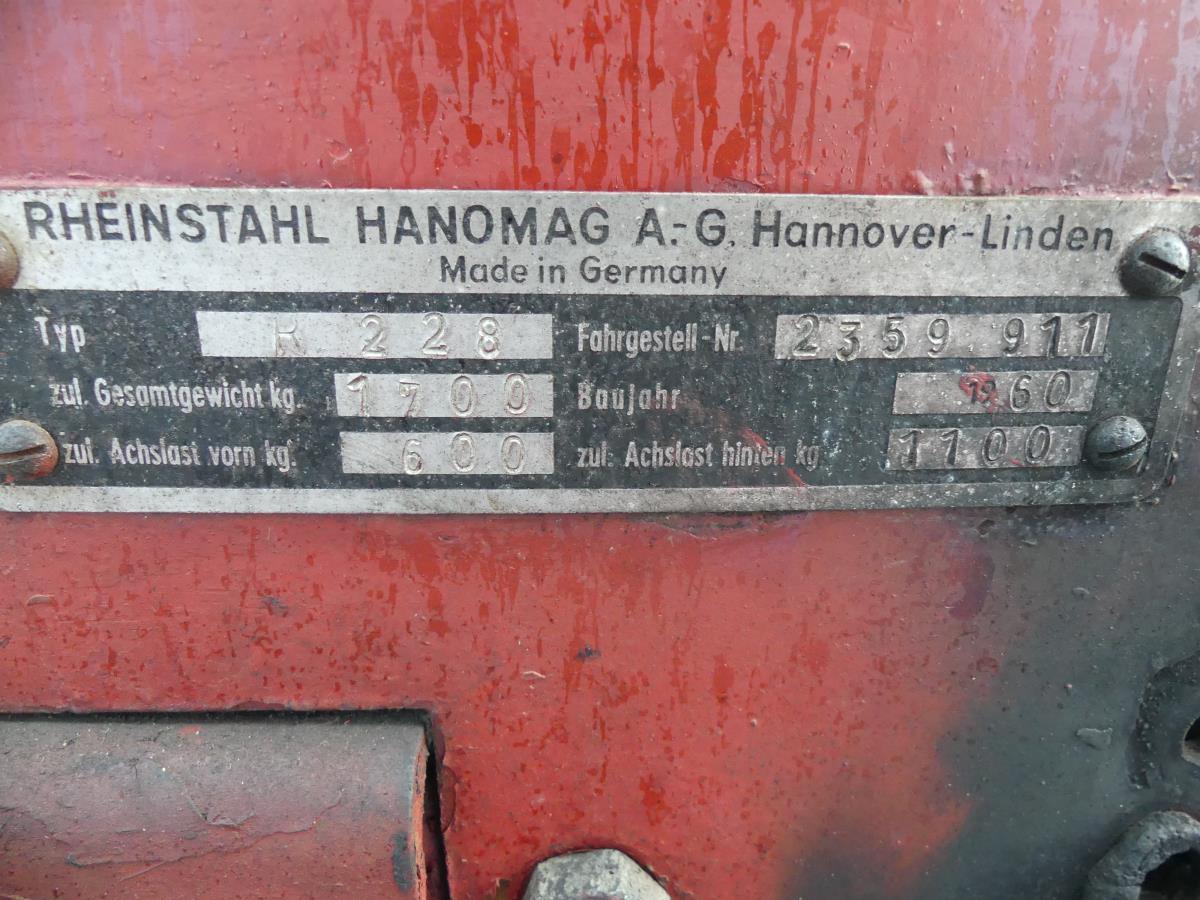 RHEINSTAHL HANOMAG A.-G. Hannover-Linden
Made in Germany
Typ R 228 Fahrgestell-Nr. 2359 911
zul. Gesamtgewicht kg. 1700 Baujahr 1960
zul. Achslast vorn kg. 600 zul. Achslast hinten kg 1100